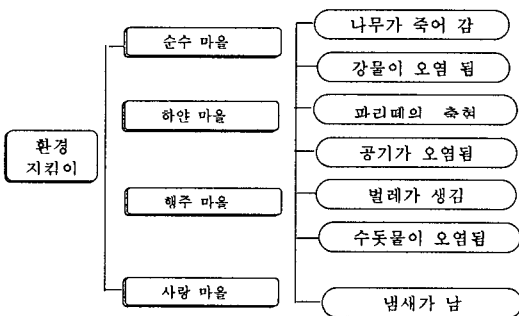 환경
지킴이
순수 마을
하얀 마을
행주 마을
사랑 마을
나무가 죽어 감
강물이 오염 됨
파리떼의 축현
공기가 오염됨
벌레가 생김
수돗물이 오염됨
냄새가 남